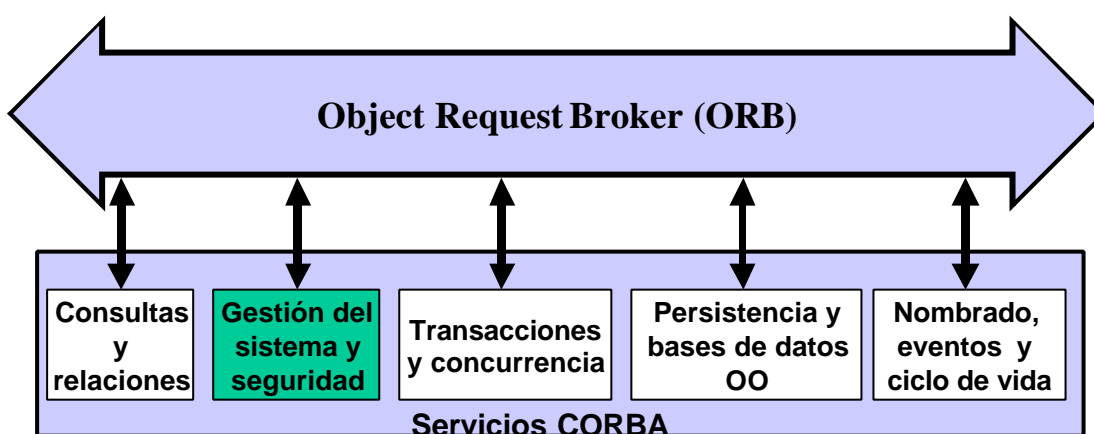 Object Request Broker (ORB)
Consultas
y
relaciones
Gestión del
sistema y
seguridad
Transacciones
y concurrencia
Persistencia y
bases de datos
OO
Nombrado,
eventos y
ciclo de vida
Servicios CORBA